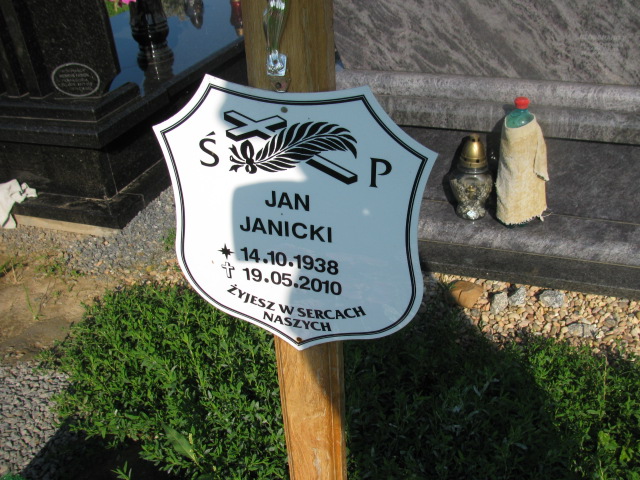 Ś P
JAN
JANICKI
14.10.1938
19.05.2010
ŻYJESZ W SERCACH
NASZYCH